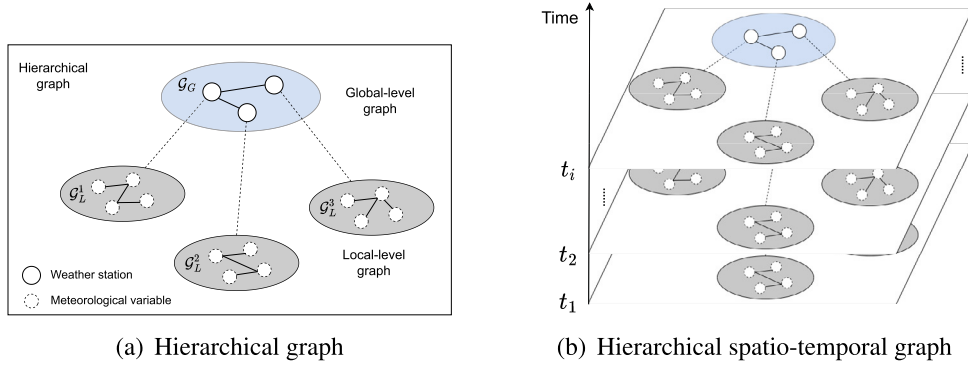 Hierarchical
graph
𝒢_G
Global-level
graph
𝒢_L^1
𝒢_L^3
𝒢_L^2
Local-level
graph
Weather station
Meteorological variable
(a) Hierarchical graph
Time
t_i
t_2
t_1
(b) Hierarchical spatio-temporal graph